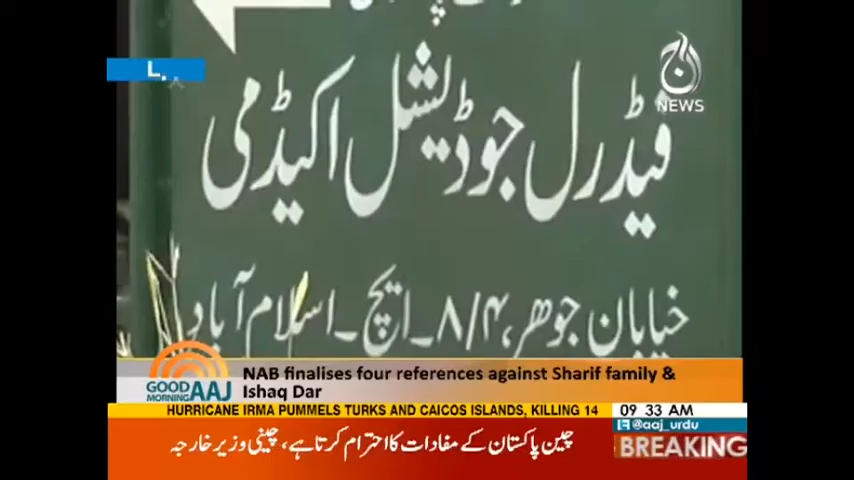 L.
NEWS
فیڈرل جوڈیشل اکیڈمی
خیابان جوھر، ۸/۴۔ ایچ۔ اسلام آباد
GOOD MORNING AAJ
NAB finalises four references against Sharif family &
Ishaq Dar
HURRICANE IRMA PUMMELS TURKS AND CAICOS ISLANDS, KILLING 14
09 33 AM
@aaj_urdu
چین پاکستان کے مفادات کا احترام کرتا ہے، چینی وزیر خارجہ
BREAKING